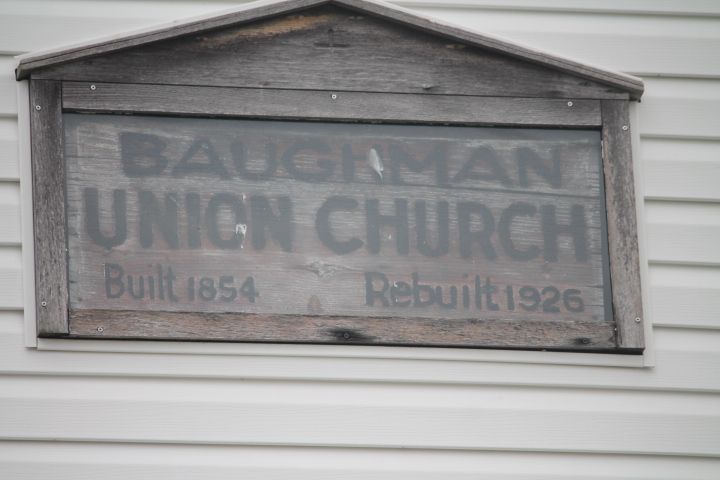 BAUGHMAN
UNION CHURCH
Built 1854 Rebuilt 1926